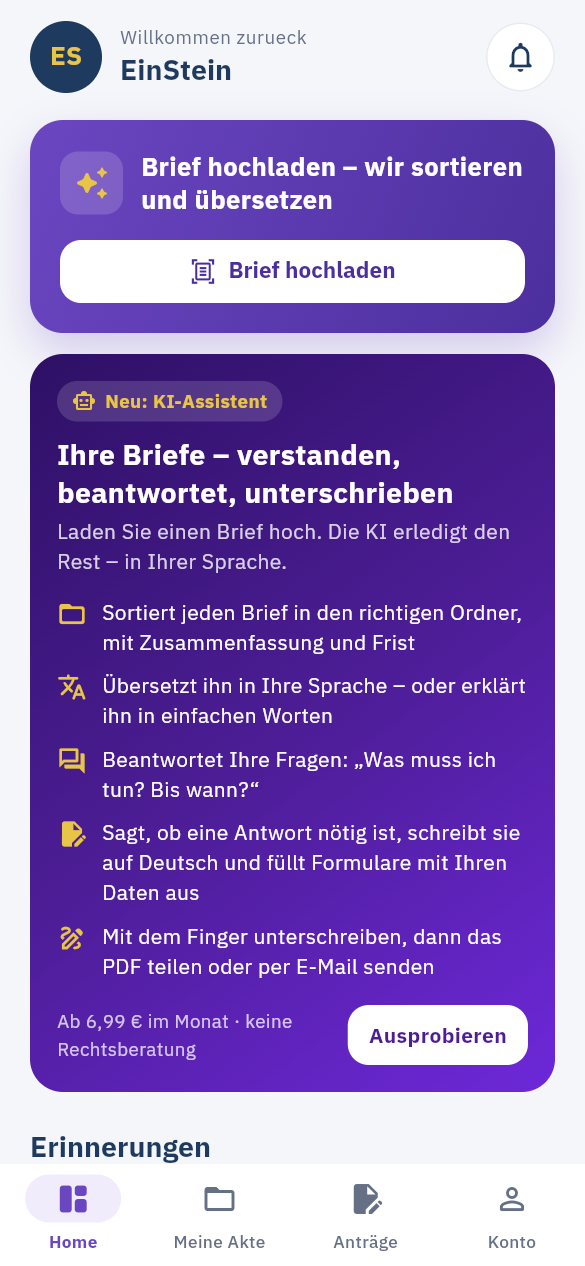 ES
Willkommen zurueck
EinStein
Brief hochladen – wir sortieren
und übersetzen
Brief hochladen
Neu: KI-Assistent
Ihre Briefe – verstanden,
beantwortet, unterschrieben
Laden Sie einen Brief hoch. Die KI erledigt den
Rest – in Ihrer Sprache.
Sortiert jeden Brief in den richtigen Ordner,
mit Zusammenfassung und Frist
Übersetzt ihn in Ihre Sprache – oder erklärt
ihn in einfachen Worten
Beantwortet Ihre Fragen: „Was muss ich
tun? Bis wann?“
Sagt, ob eine Antwort nötig ist, schreibt sie
auf Deutsch und füllt Formulare mit Ihren
Daten aus
Mit dem Finger unterschreiben, dann das
PDF teilen oder per E-Mail senden
Ab 6,99 € im Monat · keine
Rechtsberatung
Ausprobieren
Erinnerungen
Home
Meine Akte
Anträge
Konto